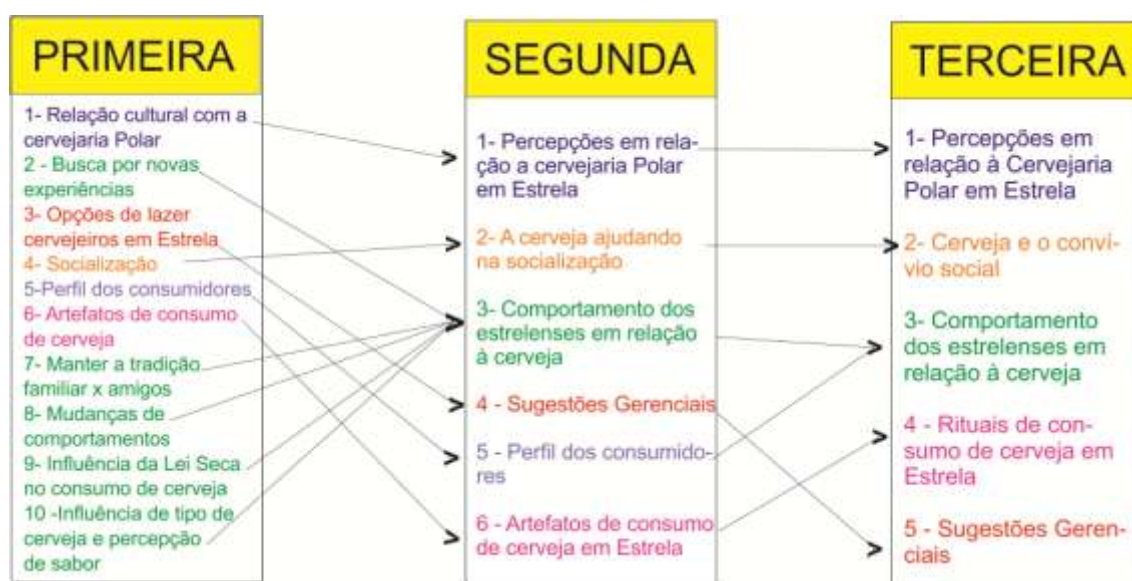 PRIMEIRA
1- Relação cultural com a
cervejaria Polar
2 - Busca por novas
experiências
3- Opções de lazer
cervejeiros em Estrela
4- Socialização
5-Perfil dos consumidores
6- Artefatos de consumo
de cerveja
7- Manter a tradição
familiar x amigos
8- Mudanças de
comportamentos
9- Influência da Lei Seca
no consumo de cerveja
10 -Influência de tipo de
cerveja e percepção
de sabor
SEGUNDA
1- Percepções em rela-
ção a cervejaria Polar
em Estrela
2- A cerveja ajudando
na socialização
3- Comportamento dos
estrelenses em relação
à cerveja
4 - Sugestões Gerenciais
5 - Perfil dos consumido-
res
6 - Artefatos de consumo
de cerveja em Estrela
TERCEIRA
1- Percepções em
relação à Cervejaria
Polar em Estrela
2- Cerveja e o convi-
vio social
3- Comportamento
dos estrelenses em
relação à cerveja
4 - Rituais de con-
sumo de cerveja em
Estrela
5 - Sugestões Geren-
ciais